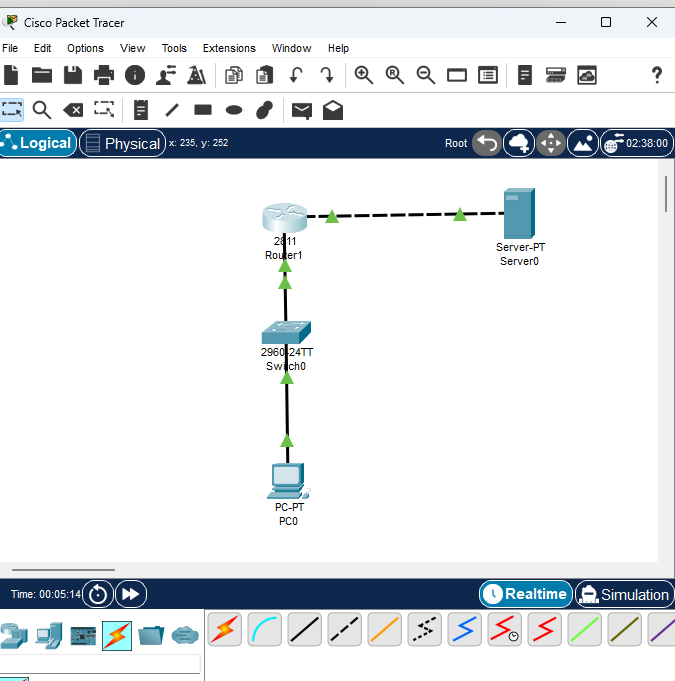 Cisco Packet Tracer
File Edit Options View Tools Extensions Window Help
?
Logical Physical x: 235, y: 252 Root 02:38:00
2811
Router1
Server-PT
Server0
2960-24TT
Switch0
PC-PT
PC0
Time: 00:05:14 Realtime Simulation